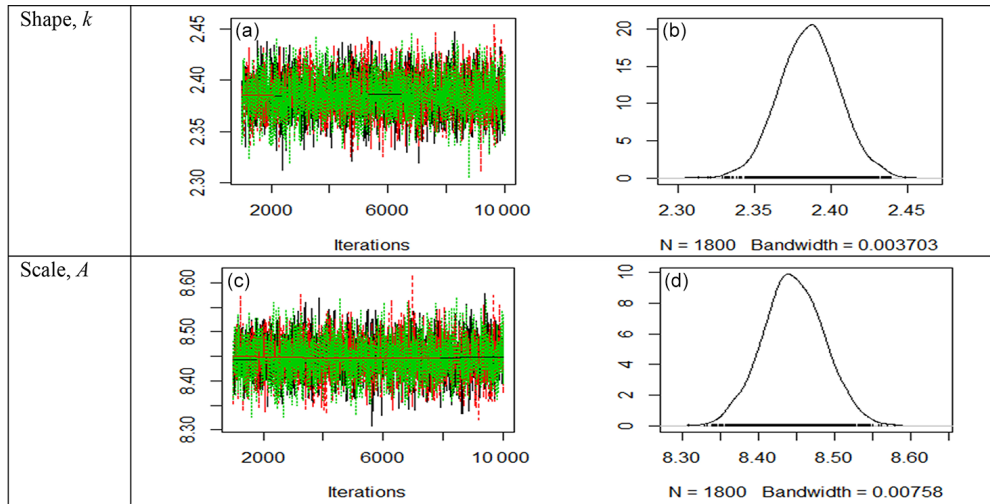 Shape, k
(a)
2.45
2.40
2.35
2.30
2000 6000 10 000
Iterations
(b)
20
15
10
5
0
2.30 2.35 2.40 2.45
N = 1800 Bandwidth = 0.003703
Scale, A
(c)
8.60
8.50
8.40
8.30
2000 6000 10 000
Iterations
(d)
10
8
6
4
2
0
8.30 8.40 8.50 8.60
N = 1800 Bandwidth = 0.00758